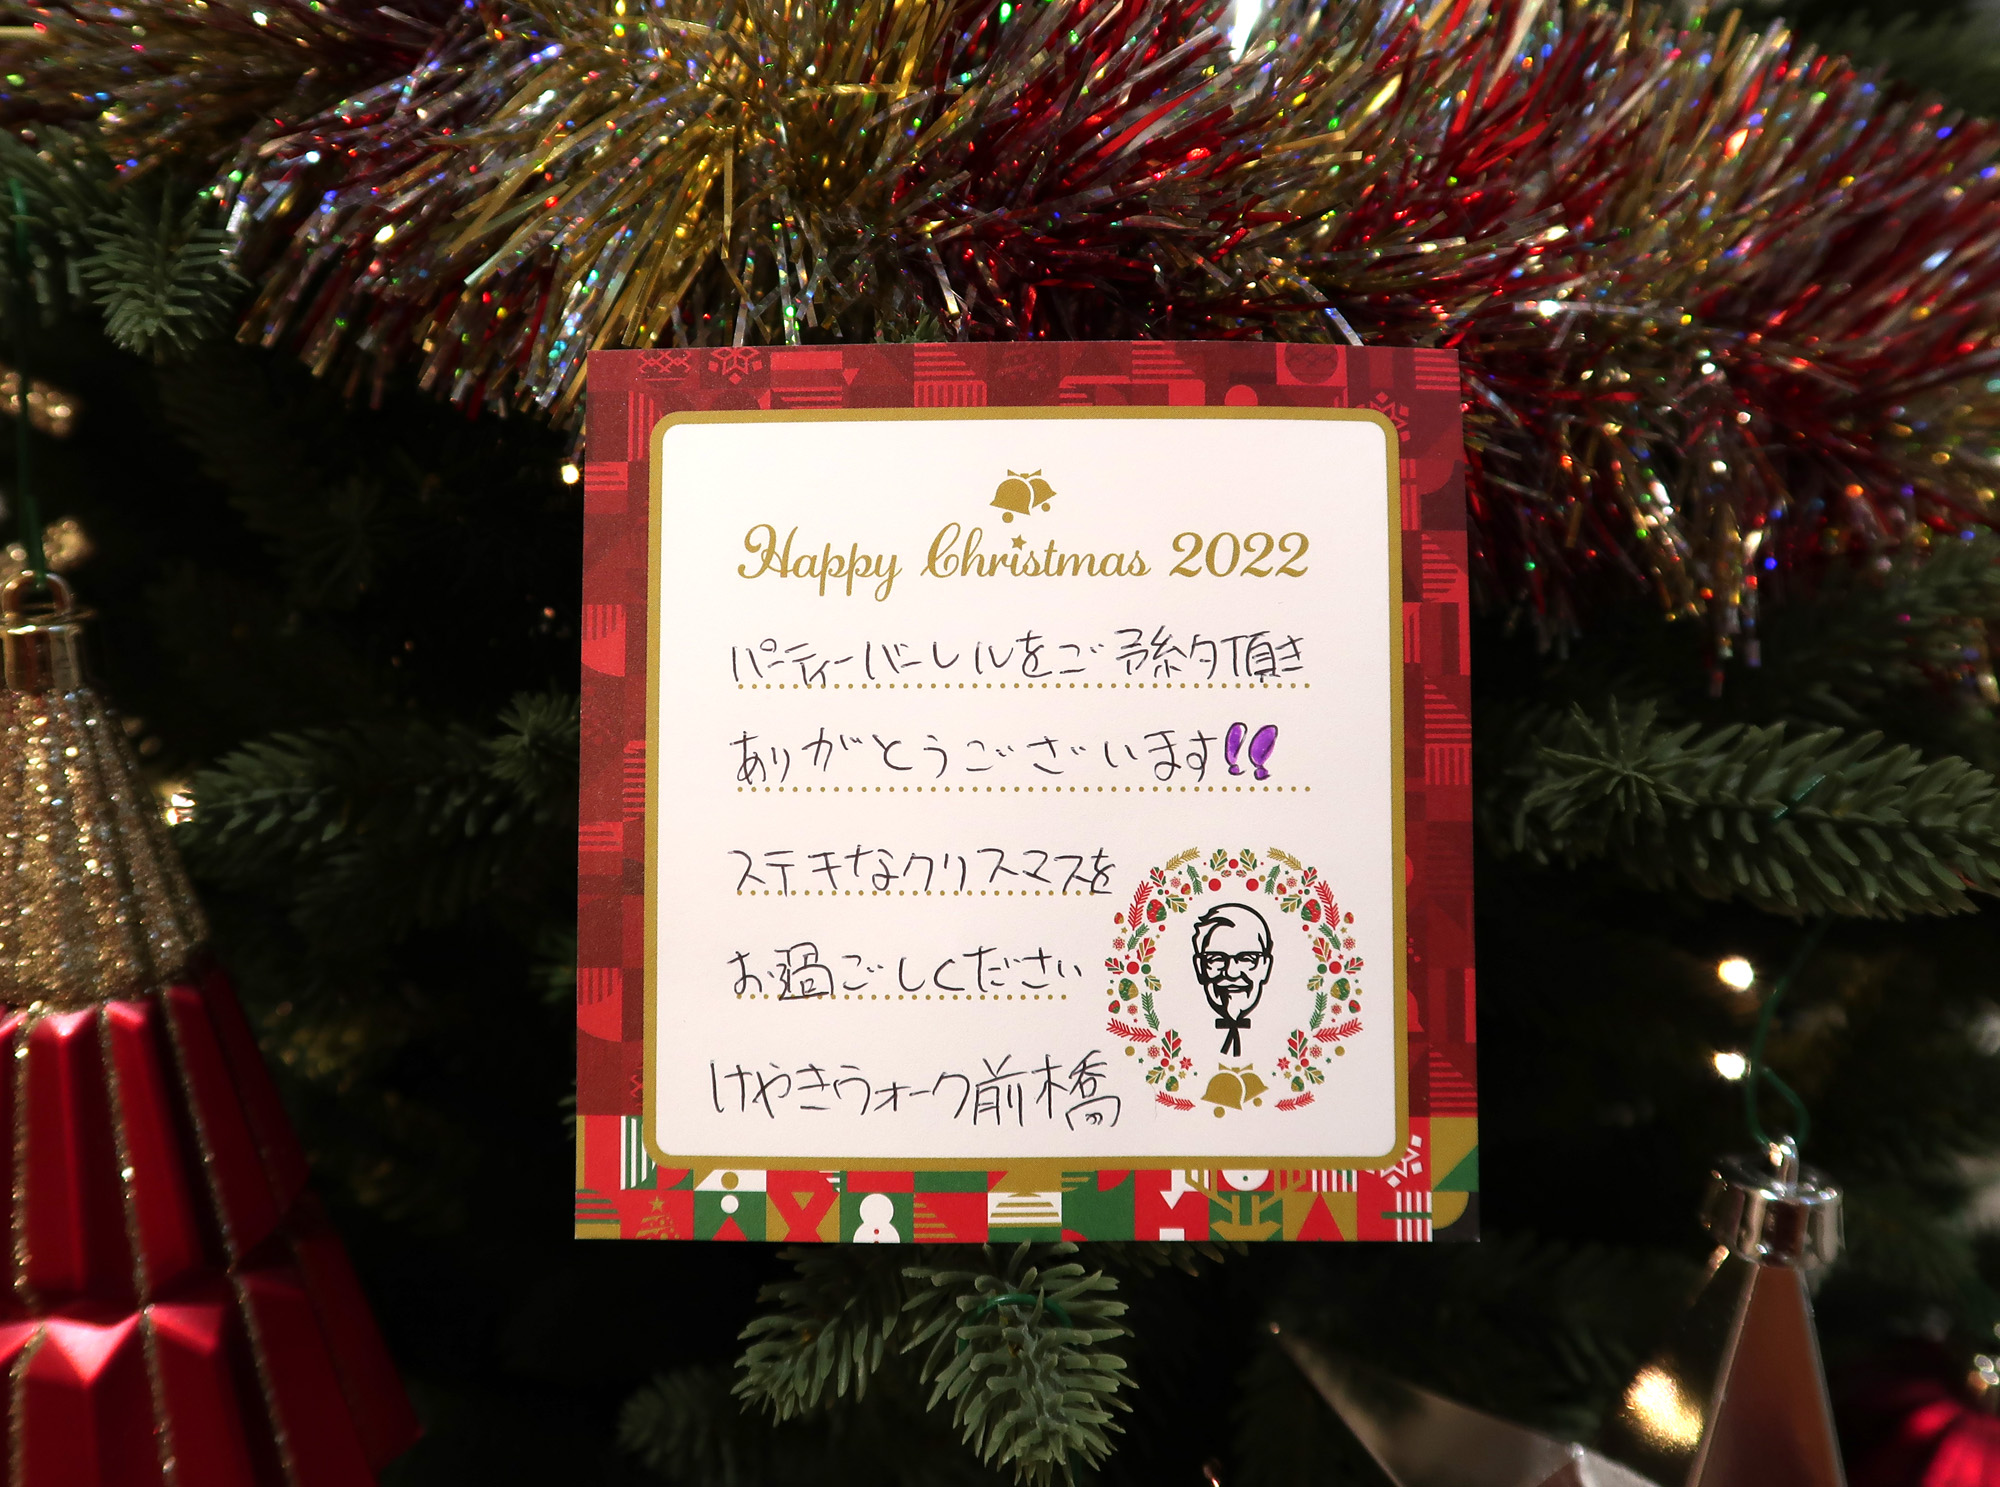 Happy Christmas 2022
パーティーバーレルをご予約頂き
ありがとうございます!!
ステキなクリスマスを
お過ごしください
けやきウォーク前橋